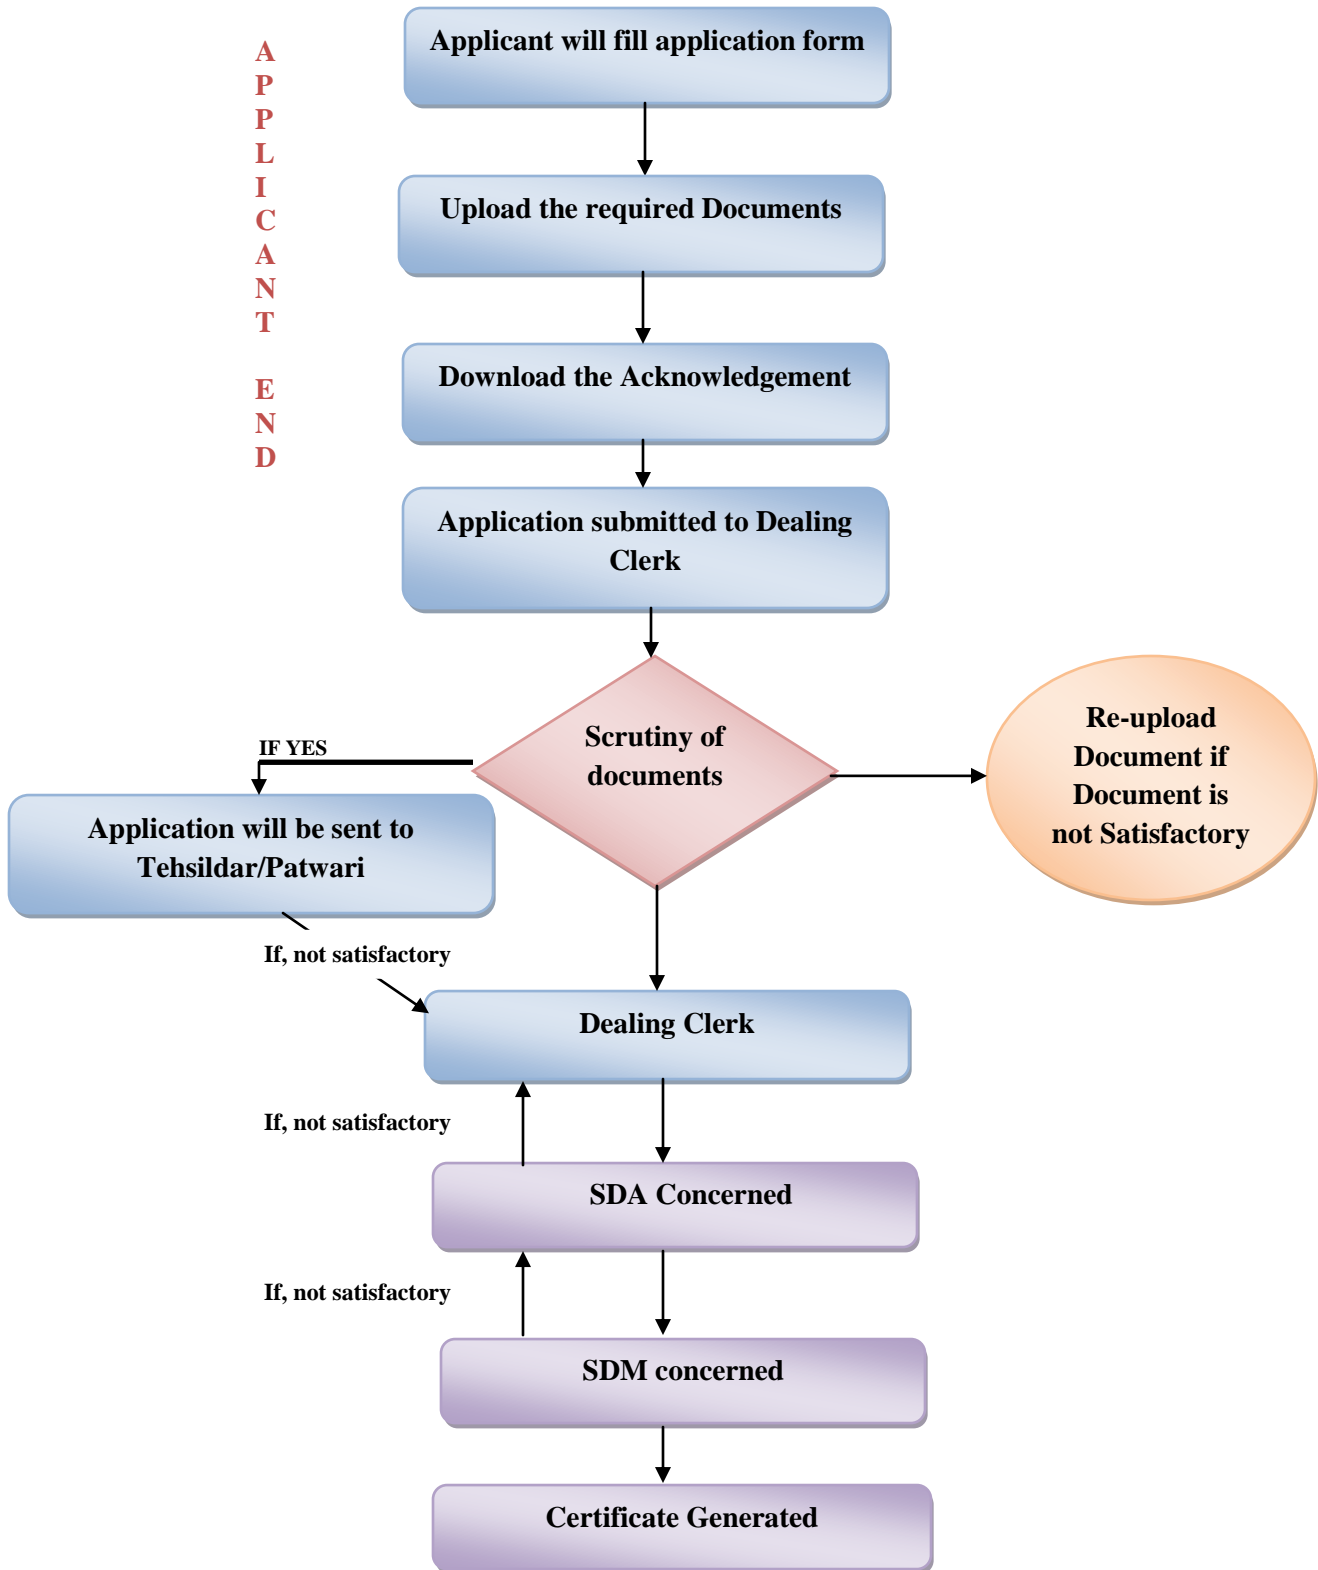 Applicant will fill application form
A
P
P
L
I
C
A
N
T
E
N
D
Upload the required Documents
Download the Acknowledgement
Application submitted to Dealing
Clerk
Scrutiny of
documents
Re-upload
Document if
Document is
not Satisfactory
IF YES
Application will be sent to
Tehsildar/Patwari
If, not satisfactory
Dealing Clerk
If, not satisfactory
SDA Concerned
If, not satisfactory
SDM concerned
Certificate Generated